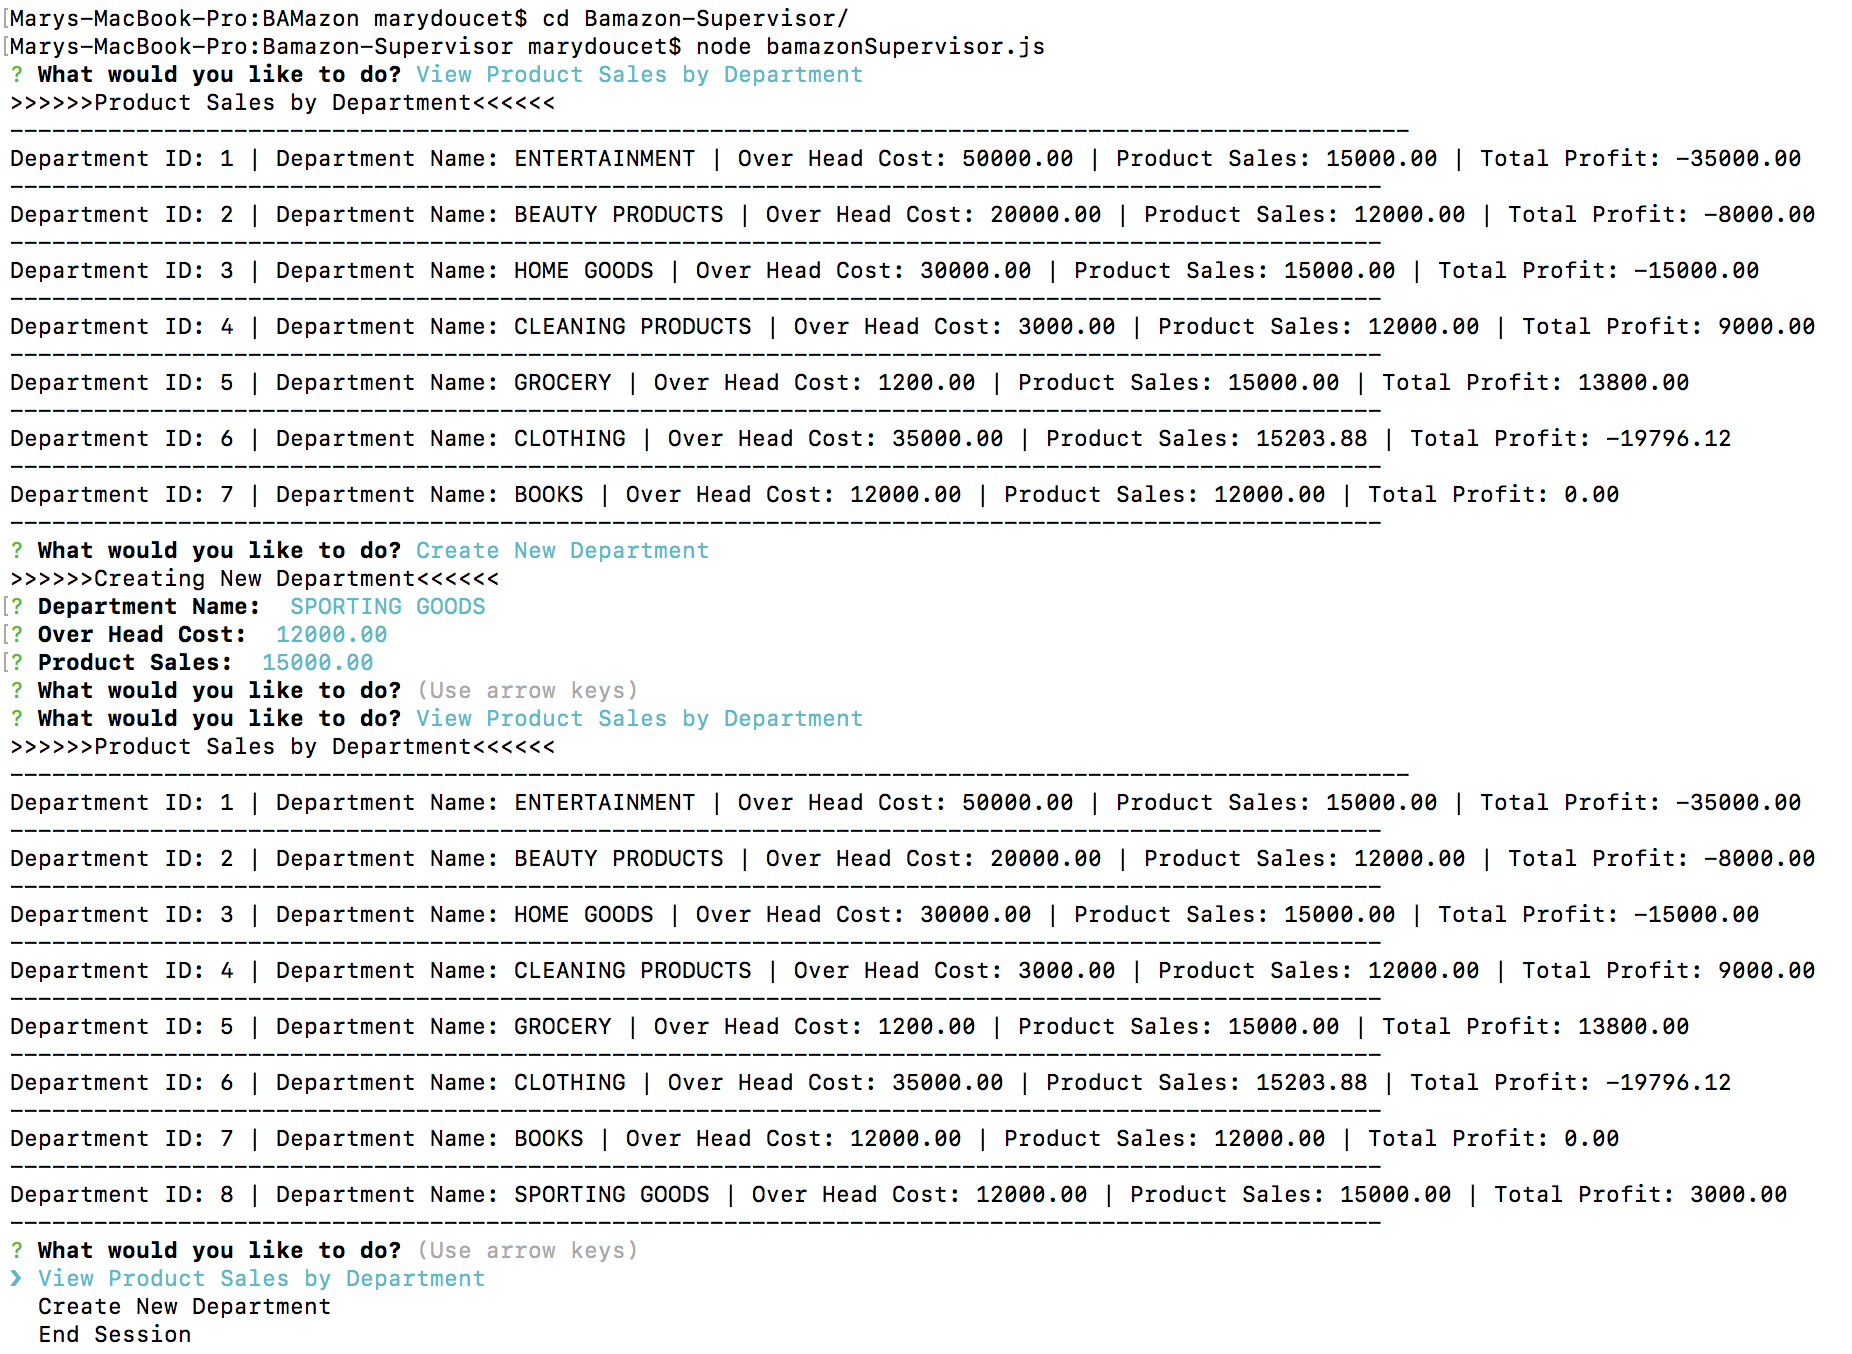 [Marys-MacBook-Pro:BAMazon marydoucet$ cd Bamazon-Supervisor/
[Marys-MacBook-Pro:Bamazon-Supervisor marydoucet$ node bamazonSupervisor.js
? What would you like to do? View Product Sales by Department
>>>>>>Product Sales by Department<<<<<<
----------------------------------------------------------------------------------------------------
Department ID: 1 | Department Name: ENTERTAINMENT | Over Head Cost: 50000.00 | Product Sales: 15000.00 | Total Profit: -35000.00
--------------------------------------------------------------------------------------------------
Department ID: 2 | Department Name: BEAUTY PRODUCTS | Over Head Cost: 20000.00 | Product Sales: 12000.00 | Total Profit: -8000.00
--------------------------------------------------------------------------------------------------
Department ID: 3 | Department Name: HOME GOODS | Over Head Cost: 30000.00 | Product Sales: 15000.00 | Total Profit: -15000.00
--------------------------------------------------------------------------------------------------
Department ID: 4 | Department Name: CLEANING PRODUCTS | Over Head Cost: 3000.00 | Product Sales: 12000.00 | Total Profit: 9000.00
--------------------------------------------------------------------------------------------------
Department ID: 5 | Department Name: GROCERY | Over Head Cost: 1200.00 | Product Sales: 15000.00 | Total Profit: 13800.00
--------------------------------------------------------------------------------------------------
Department ID: 6 | Department Name: CLOTHING | Over Head Cost: 35000.00 | Product Sales: 15203.88 | Total Profit: -19796.12
--------------------------------------------------------------------------------------------------
Department ID: 7 | Department Name: BOOKS | Over Head Cost: 12000.00 | Product Sales: 12000.00 | Total Profit: 0.00
--------------------------------------------------------------------------------------------------
? What would you like to do? Create New Department
>>>>>>Creating New Department<<<<<<
[? Department Name:  SPORTING GOODS
[? Over Head Cost:  12000.00
[? Product Sales:  15000.00
? What would you like to do? (Use arrow keys)
? What would you like to do? View Product Sales by Department
>>>>>>Product Sales by Department<<<<<<
----------------------------------------------------------------------------------------------------
Department ID: 1 | Department Name: ENTERTAINMENT | Over Head Cost: 50000.00 | Product Sales: 15000.00 | Total Profit: -35000.00
--------------------------------------------------------------------------------------------------
Department ID: 2 | Department Name: BEAUTY PRODUCTS | Over Head Cost: 20000.00 | Product Sales: 12000.00 | Total Profit: -8000.00
--------------------------------------------------------------------------------------------------
Department ID: 3 | Department Name: HOME GOODS | Over Head Cost: 30000.00 | Product Sales: 15000.00 | Total Profit: -15000.00
--------------------------------------------------------------------------------------------------
Department ID: 4 | Department Name: CLEANING PRODUCTS | Over Head Cost: 3000.00 | Product Sales: 12000.00 | Total Profit: 9000.00
--------------------------------------------------------------------------------------------------
Department ID: 5 | Department Name: GROCERY | Over Head Cost: 1200.00 | Product Sales: 15000.00 | Total Profit: 13800.00
--------------------------------------------------------------------------------------------------
Department ID: 6 | Department Name: CLOTHING | Over Head Cost: 35000.00 | Product Sales: 15203.88 | Total Profit: -19796.12
--------------------------------------------------------------------------------------------------
Department ID: 7 | Department Name: BOOKS | Over Head Cost: 12000.00 | Product Sales: 12000.00 | Total Profit: 0.00
--------------------------------------------------------------------------------------------------
Department ID: 8 | Department Name: SPORTING GOODS | Over Head Cost: 12000.00 | Product Sales: 15000.00 | Total Profit: 3000.00
--------------------------------------------------------------------------------------------------
? What would you like to do? (Use arrow keys)
❯ View Product Sales by Department
  Create New Department
  End Session